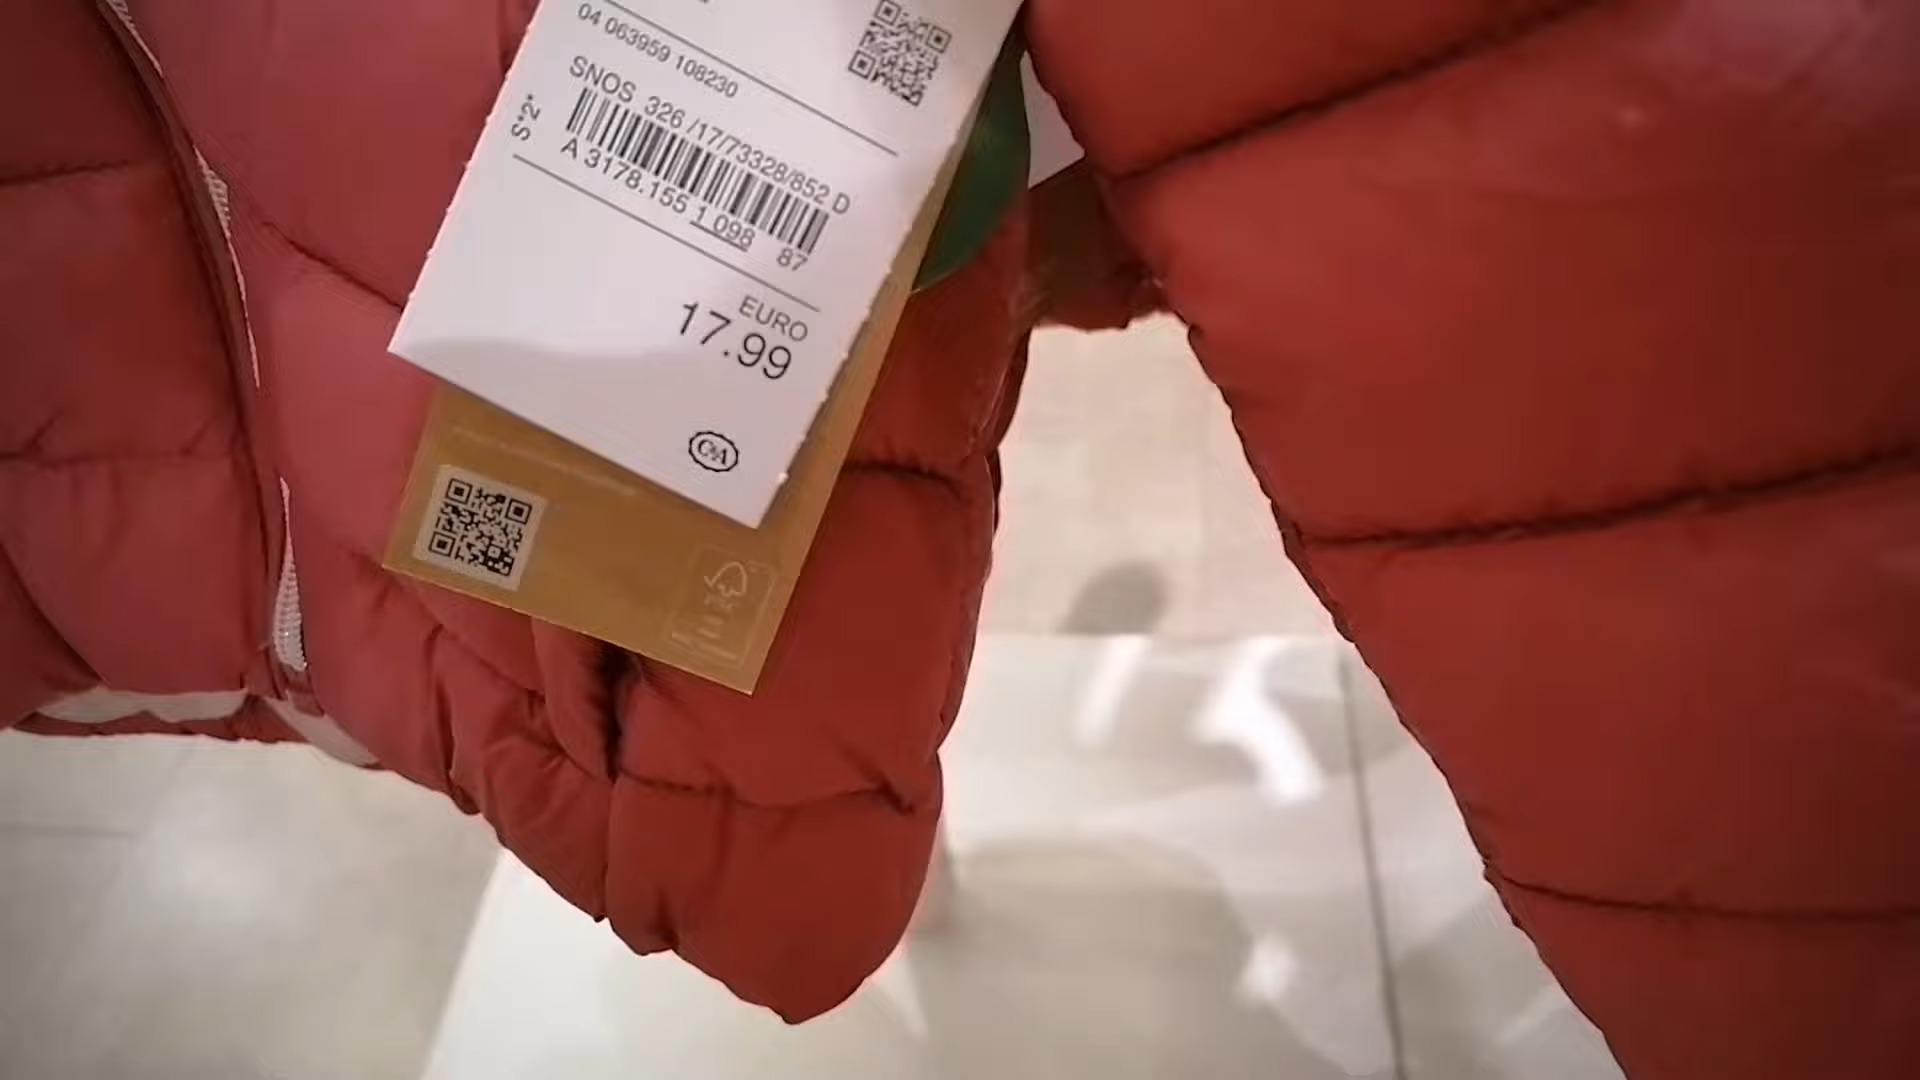 04 063959 108230
SNOS 326 /17/73328/852 D
S*2*
A 3178.155 1 098 87
EURO
17.99
C&A